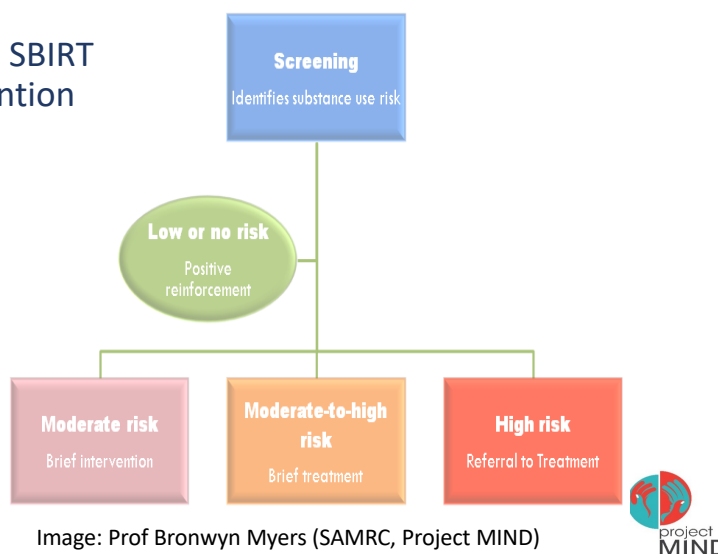 SBIRT
ntion
Screening
Identifies substance use risk
Low or no risk
Positive
reinforcement
Moderate risk
Brief intervention
Moderate-to-high
risk
Brief treatment
High risk
Referral to Treatment
Image: Prof Bronwyn Myers (SAMRC, Project MIND)
project
MIND